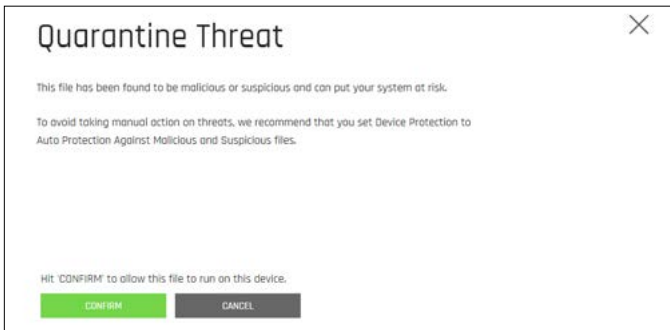 Quarantine Threat
This file has been found to be malicious or suspicious and can put your system at risk.
To avoid taking manual action on threats, we recommend that you set Device Protection to
Auto Protection Against Malicious and Suspicious files.
Hit 'CONFIRM' to allow this file to run on this device.
CONFIRM CANCEL